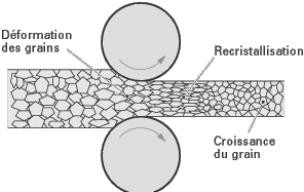 Déformation
des grains
Recristallisation
Croissance
du grain